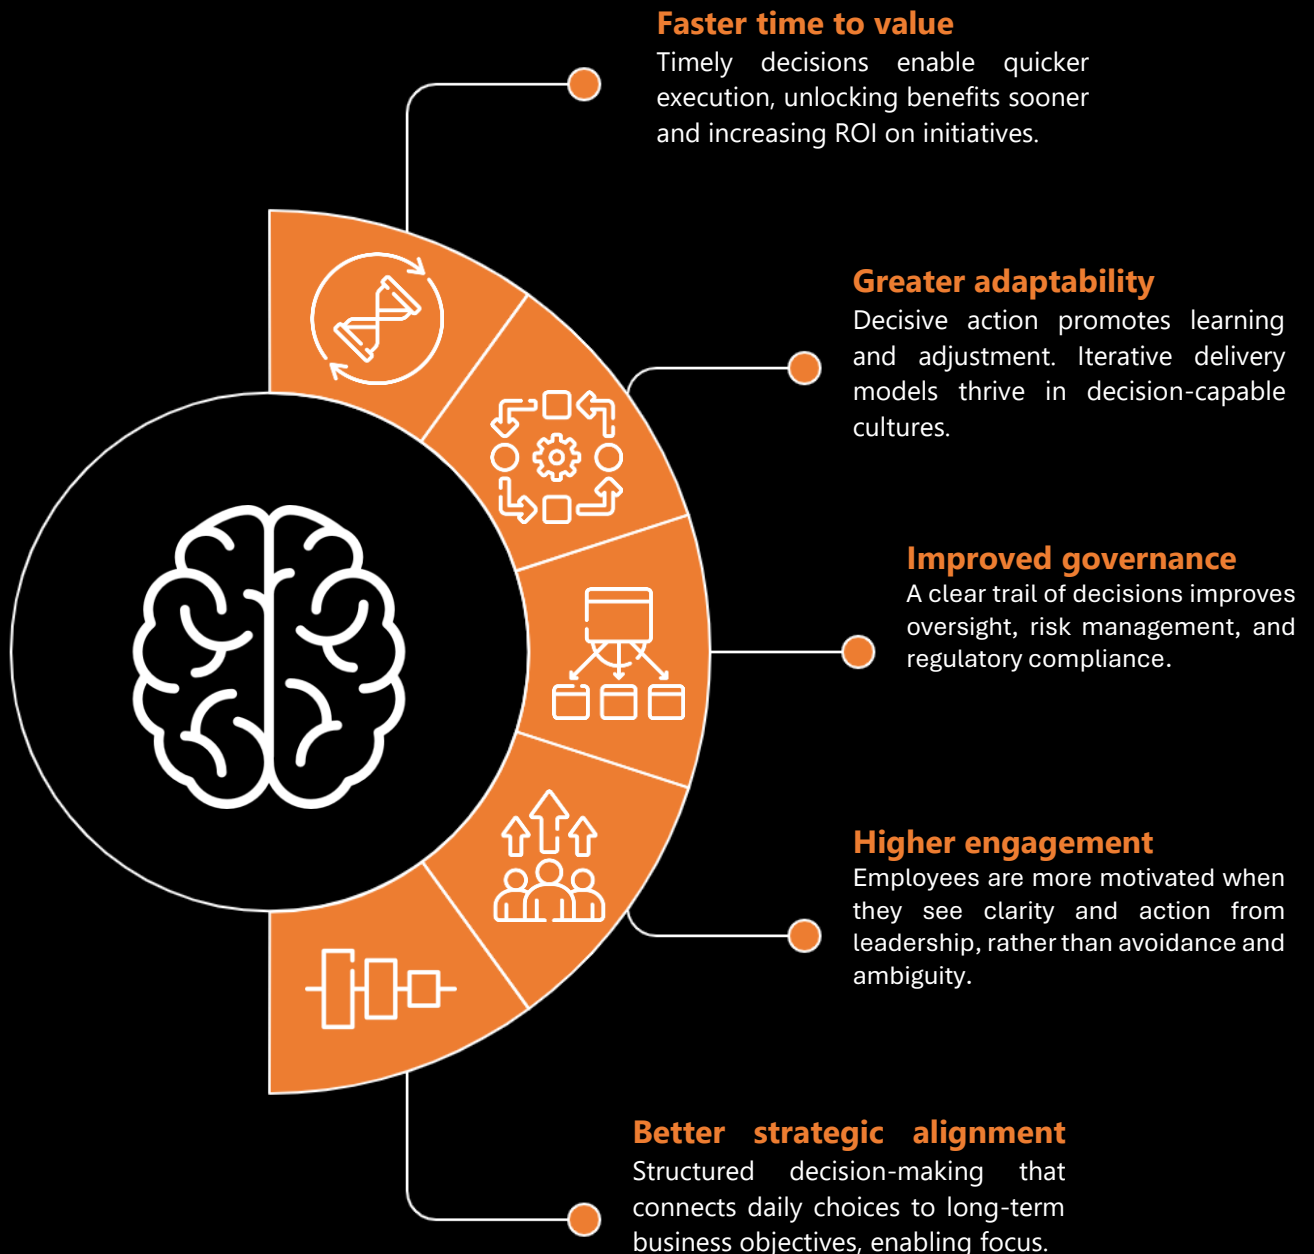 Faster time to value
Timely decisions enable quicker
execution, unlocking benefits sooner
and increasing ROI on initiatives.
Greater adaptability
Decisive action promotes learning
and adjustment. Iterative delivery
models thrive in decision-capable
cultures.
Improved governance
A clear trail of decisions improves
oversight, risk management, and
regulatory compliance.
Higher engagement
Employees are more motivated when
they see clarity and action from
leadership, rather than avoidance and
ambiguity.
Better strategic alignment
Structured decision-making that
connects daily choices to long-term
business objectives, enabling focus.